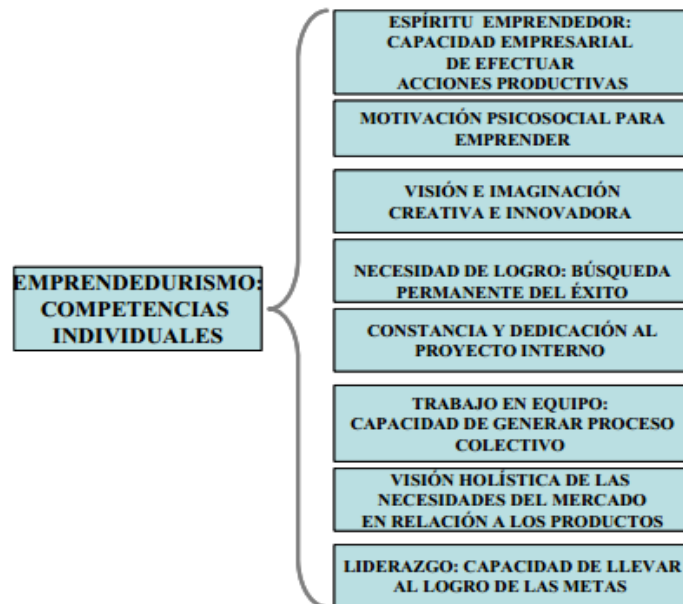 EMPRENDEDURISMO:
COMPETENCIAS
INDIVIDUALES
ESPÍRITU EMPRENDEDOR:
CAPACIDAD EMPRESARIAL
DE EFECTUAR
ACCIONES PRODUCTIVAS
MOTIVACIÓN PSICOSOCIAL PARA
EMPRENDER
VISIÓN E IMAGINACIÓN
CREATIVA E INNOVADORA
NECESIDAD DE LOGRO: BÚSQUEDA
PERMANENTE DEL ÉXITO
CONSTANCIA Y DEDICACIÓN AL
PROYECTO INTERNO
TRABAJO EN EQUIPO:
CAPACIDAD DE GENERAR PROCESO
COLECTIVO
VISIÓN HOLÍSTICA DE LAS
NECESIDADES DEL MERCADO
EN RELACIÓN A LOS PRODUCTOS
LIDERAZGO: CAPACIDAD DE LLEVAR
AL LOGRO DE LAS METAS